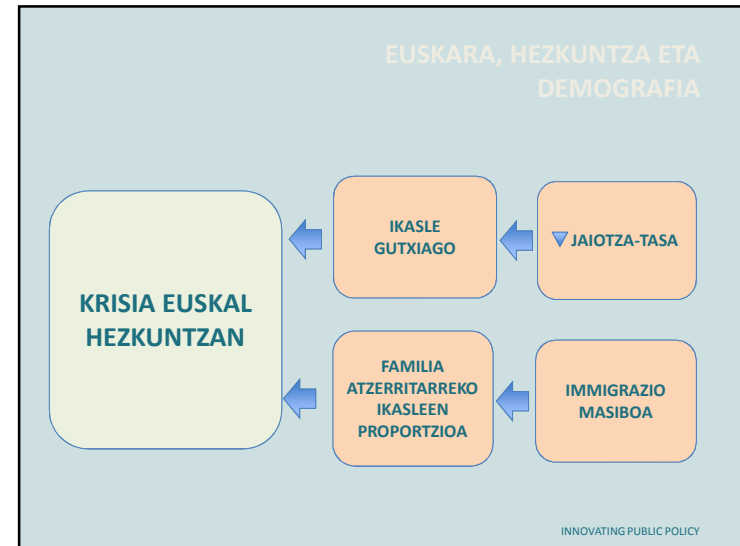 EUSKARA, HEZKUNTZA ETA
DEMOGRAFIA
KRISIA EUSKAL
HEZKUNTZAN
IKASLE
GUTXIAGO
JAIOTZA-TASA
FAMILIA
ATZERRITARREKO
IKASLEEN
PROPORTZIOA
IMMIGRAZIO
MASIBOA
INNOVATING PUBLIC POLICY